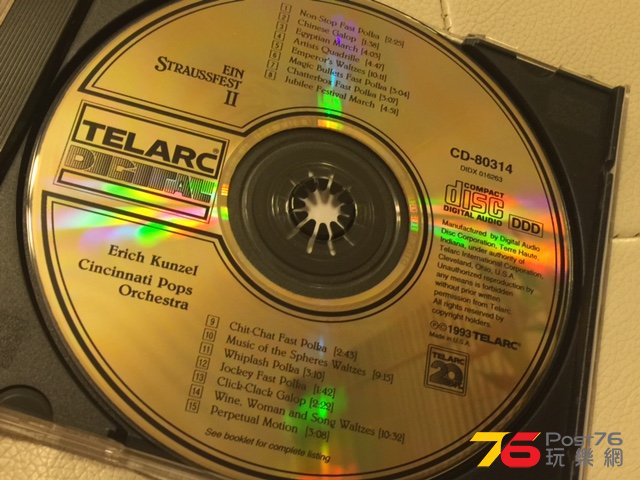 1 Non-Stop Fast Polka [2:25]
2 Chinese Galop [1:38]
3 Egyptian March [4:03]
4 Artists Quadrille [4:47]
5 Emperor's Waltzes [10:11]
6 Magic Bullets Fast Polka [3:04]
7 Chatterbox Fast Polka [3:07]
8 Jubilee Festival March [4:51]
EIN
STRAUSSFEST
II
TELARC®
DIGITAL
CD-80314
DIDX 016263
COMPACT
disc
DIGITAL AUDIO
DDD
Manufactured by Digital Audio
Disc Corporation, Terre Haute,
Indiana, under authority of
Telarc International Corporation,
Cleveland, Ohio, U.S.A.
Unauthorized reproduction by
any means is forbidden
without prior written
permission from Telarc.
All rights reserved by
copyright holders.
℗©1993 TELARC®
Made in U.S.A.
TELARC
20
Erich Kunzel
Cincinnati Pops
Orchestra
9 Chit-Chat Fast Polka [2:43]
10 Music of the Spheres Waltzes [9:15]
11 Whiplash Polka [3:10]
12 Jockey Fast Polka [1:42]
13 Click-Clack Galop [2:29]
14 Wine, Woman and Song Waltzes [10:32]
15 Perpetual Motion [3:08]
See booklet for complete listing
76 Post76
玩樂網